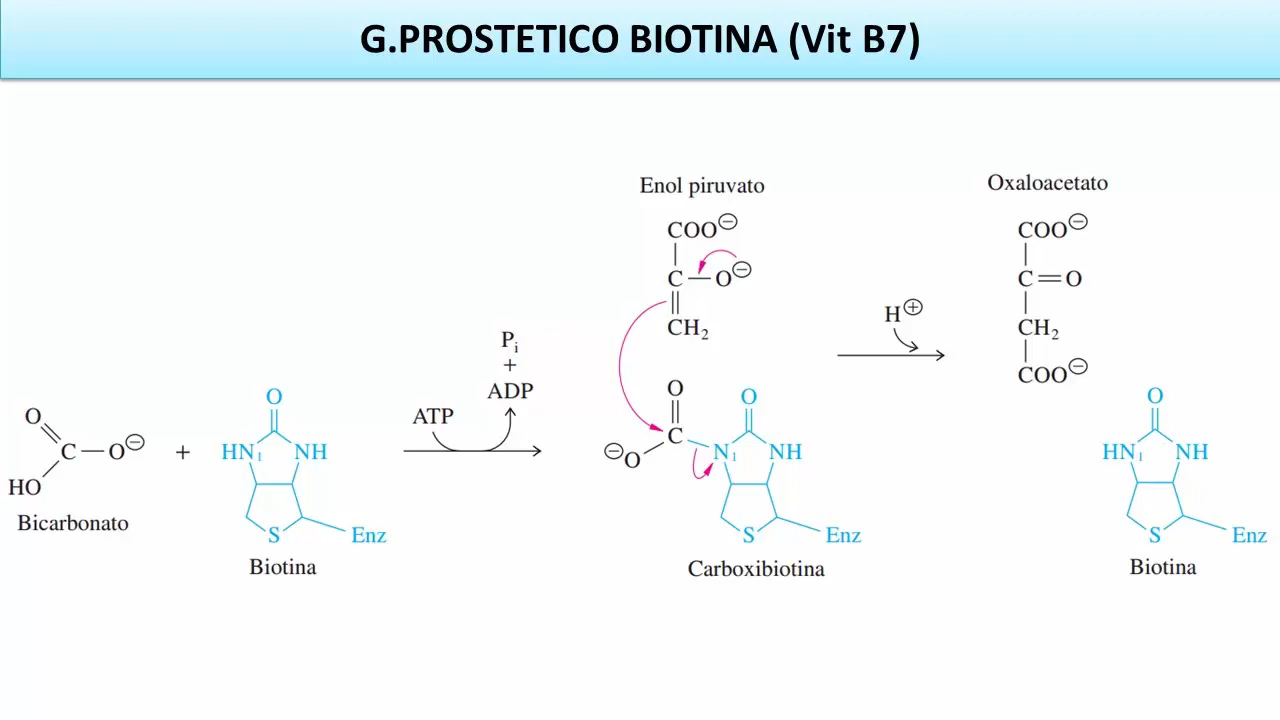 G.PROSTETICO BIOTINA (Vit B7)
Enol piruvato
COO⊖
C—O⊖
CH₂
Oxaloacetato
COO⊖
C=O
CH₂
COO⊖
H⊕
O
C—O⊖
HO
Bicarbonato
+
O
HN₁ NH
S
Enz
Biotina
ATP
Pᵢ
+
ADP
O
C
⊖O
O
N₁ NH
S
Enz
Carboxibiotina
O
HN₁ NH
S
Enz
Biotina